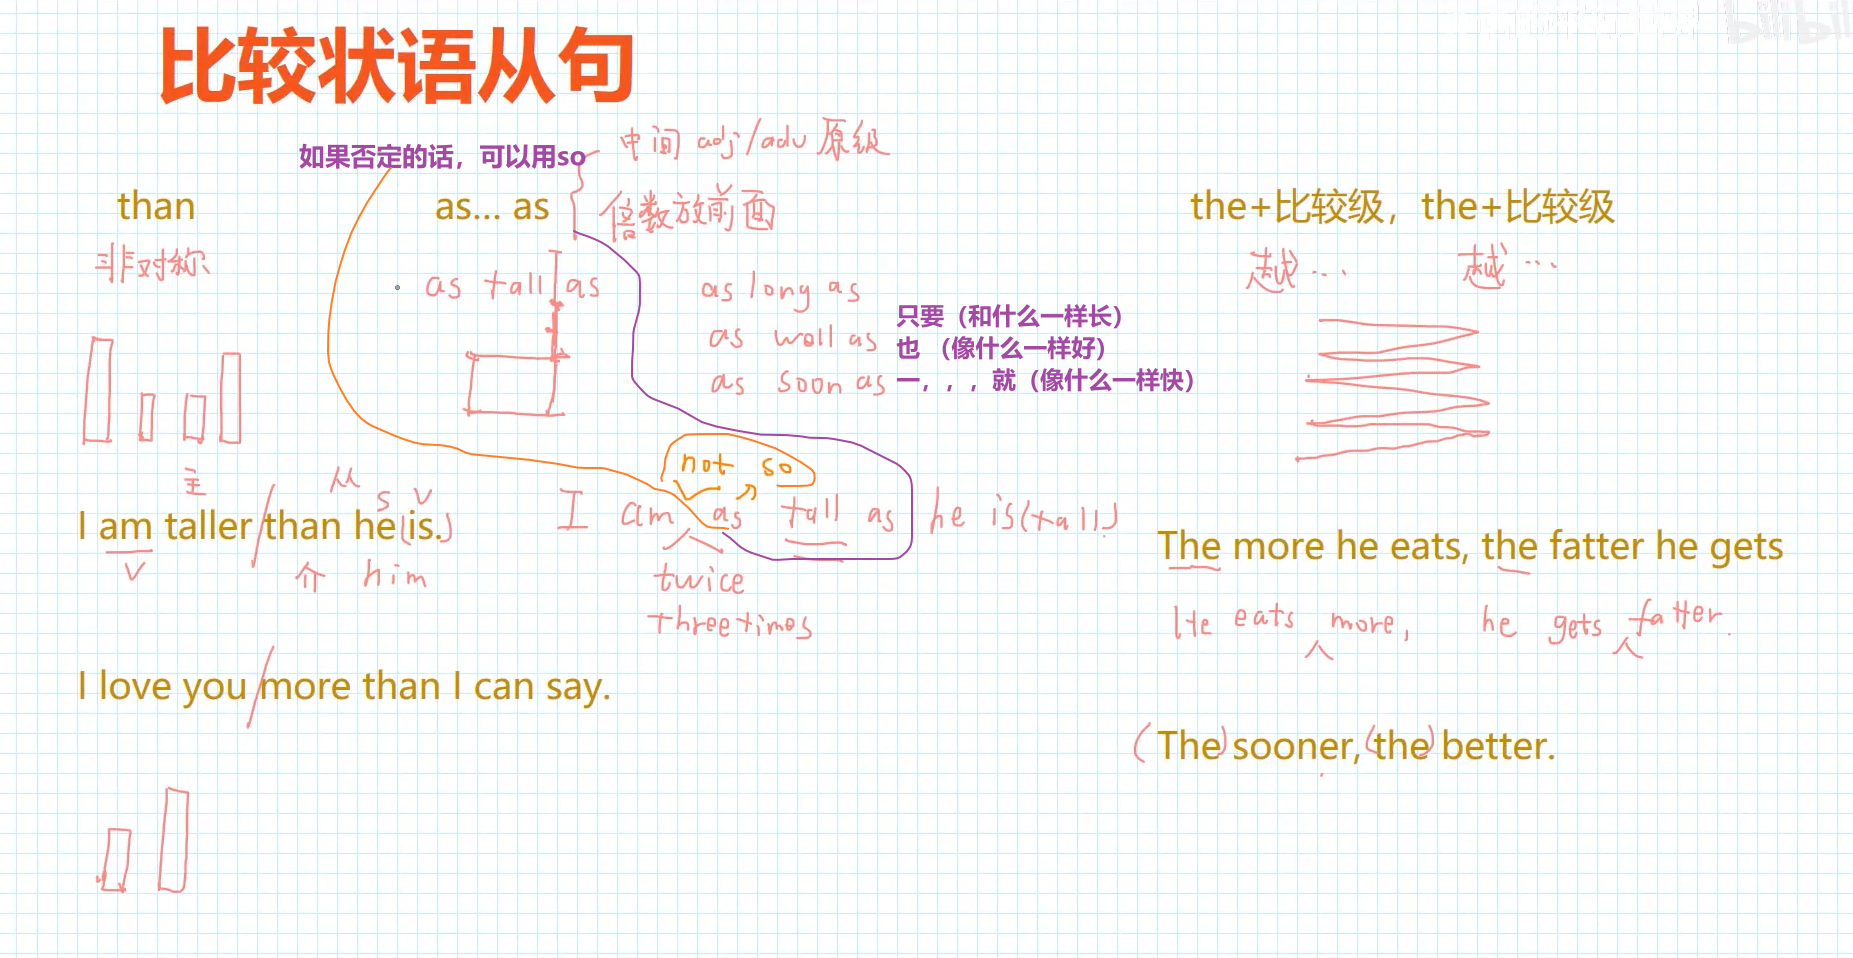 比较状语从句
如果否定的话，可以用so
中间 adj/adv 原级
倍数放前面
than
as... as
the+比较级，the+比较级
非对称
as tall as
越… 越…
as long as 只要（和什么一样长）
as woll as 也 （像什么一样好）
as soon as 一，，，就（像什么一样快）
not so
主
从
s v
I am taller than he (is.)
v
介 him
I am as tall as he is(tall).
twice
three times
The more he eats, the fatter he gets
He eats more, he gets fatter.
I love you more than I can say.
(The) sooner, (the) better.
bilibili